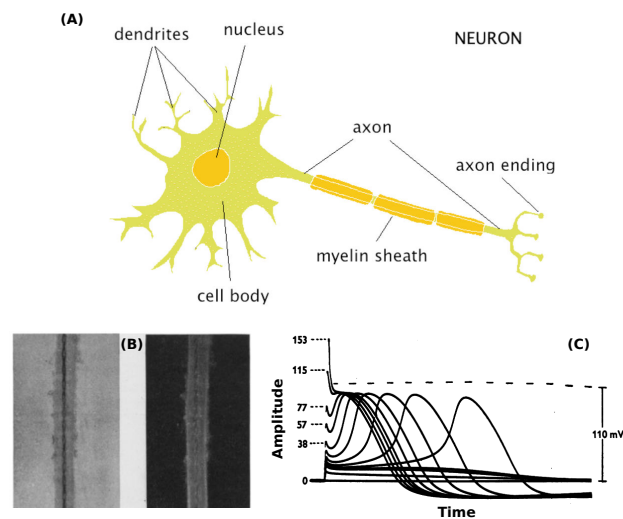 (A)
nucleus
dendrites
NEURON
axon
axon ending
myelin sheath
cell body
(B)
(C)
153
115
77
57
38
0
Amplitude
110 mV
Time